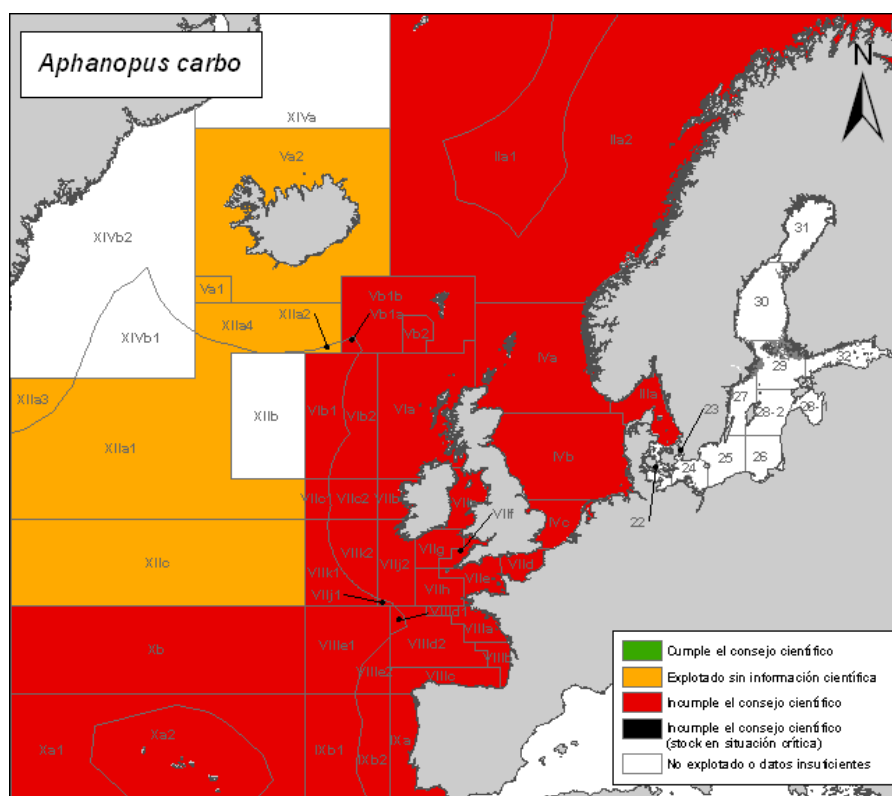 Aphanopus carbo
N
XIVa
Va2
IIa1
IIa2
XIVb2
31
Va1
30
XIIa2
Vb1b
Vb1a
XIIa4
Vb2
XIVb1
IVa
29
32
XIIa3
IIIa
27
23
XIIb
VIb1
VIb2
VIa
28-2
28-1
XIIa1
IVb
24
25
26
VIIc1
VIIc2
VIIb
VIIf
IVc
22
XIIc
VIIk2
VIIj2
VIIg
VIIe
VIId
VIIk1
VIIh
VIIj1
VIIId1
Xb
VIIIe1
VIIId2
VIIIa
VIIIb
VIIIe2
VIIIc
Xa2
Xa1
IXb1
IXb2
IXa
Cumple el consejo científico
Explotado sin información científica
Incumple el consejo científico
Incumple el consejo científico
(stock en situación crítica)
No explotado o datos insuficientes